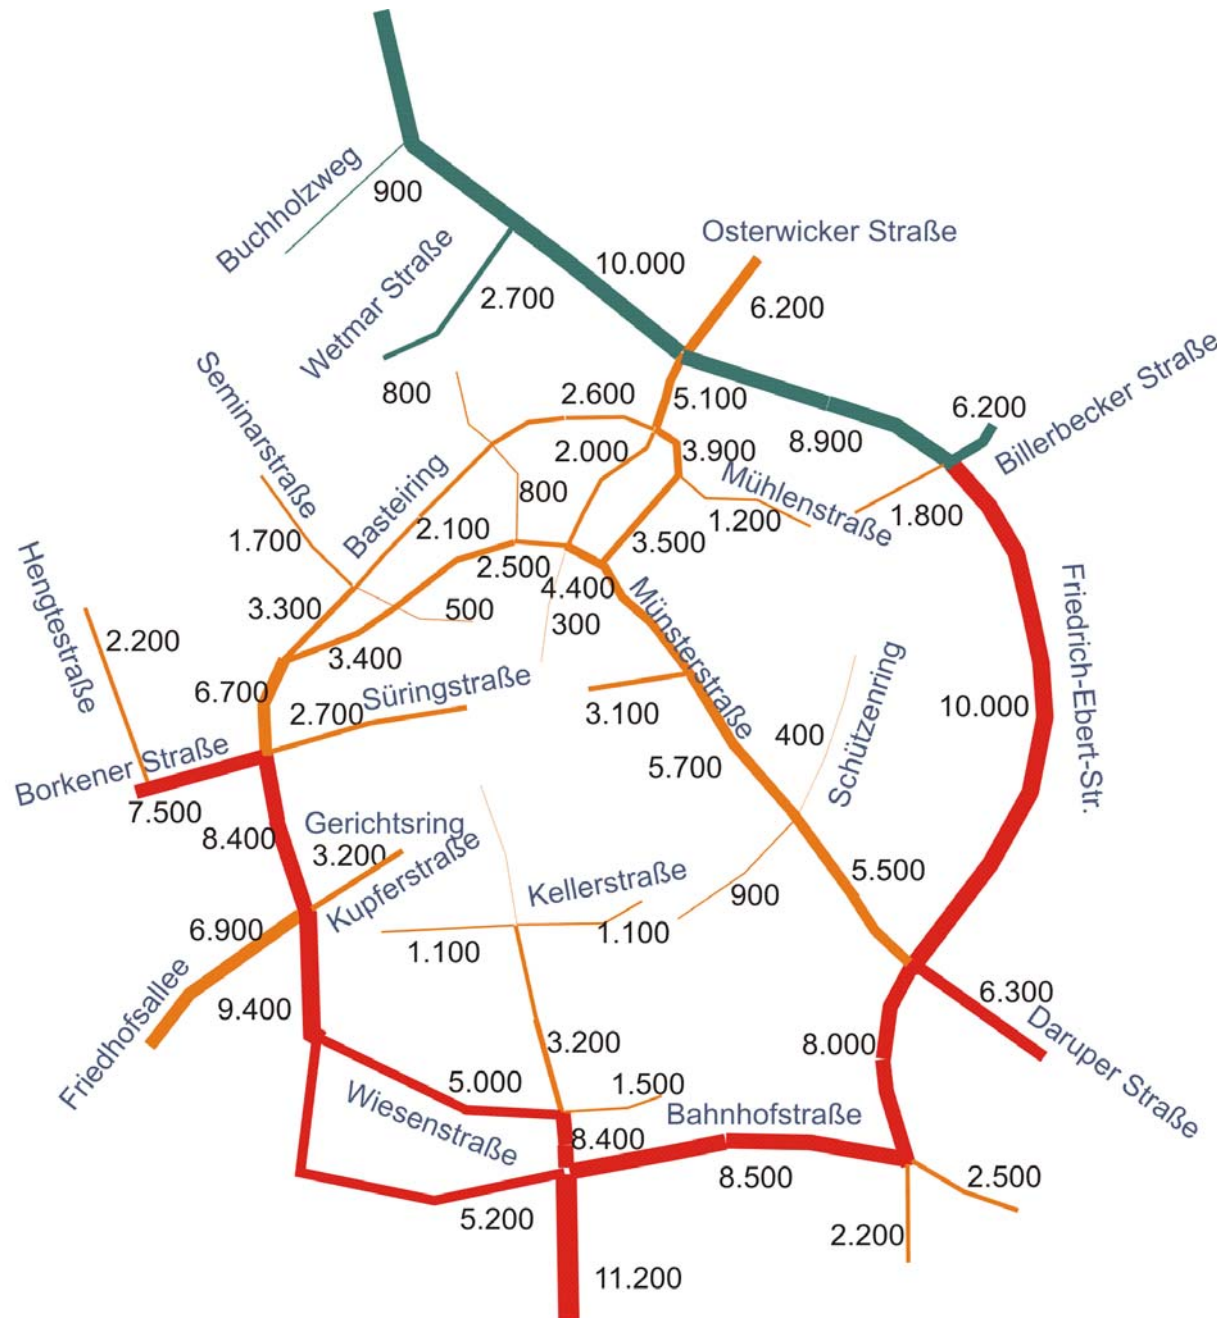 Buchholzweg
900
Osterwicker Straße
10.000
Wetmar Straße
2.700
6.200
Billerbecker Straße
Seminarstraße
800
2.600
5.100
6.200
8.900
2.000
3.900
Mühlenstraße
800
1.200
1.800
Basteiring
2.100
1.700
3.500
2.500
4.400
Hengtestraße
3.300
500
300
Münsterstraße
Friedrich-Ebert-Str.
2.200
3.400
6.700
Süringstraße
2.700
3.100
10.000
Schützenring
400
5.700
Borkener Straße
7.500
8.400
Gerichtsring
3.200
Kupferstraße
Kellerstraße
5.500
900
6.900
1.100
1.100
Friedhofsallee
9.400
6.300
Daruper Straße
3.200
8.000
5.000
1.500
Wiesenstraße
Bahnhofstraße
8.400
8.500
2.500
5.200
2.200
11.200